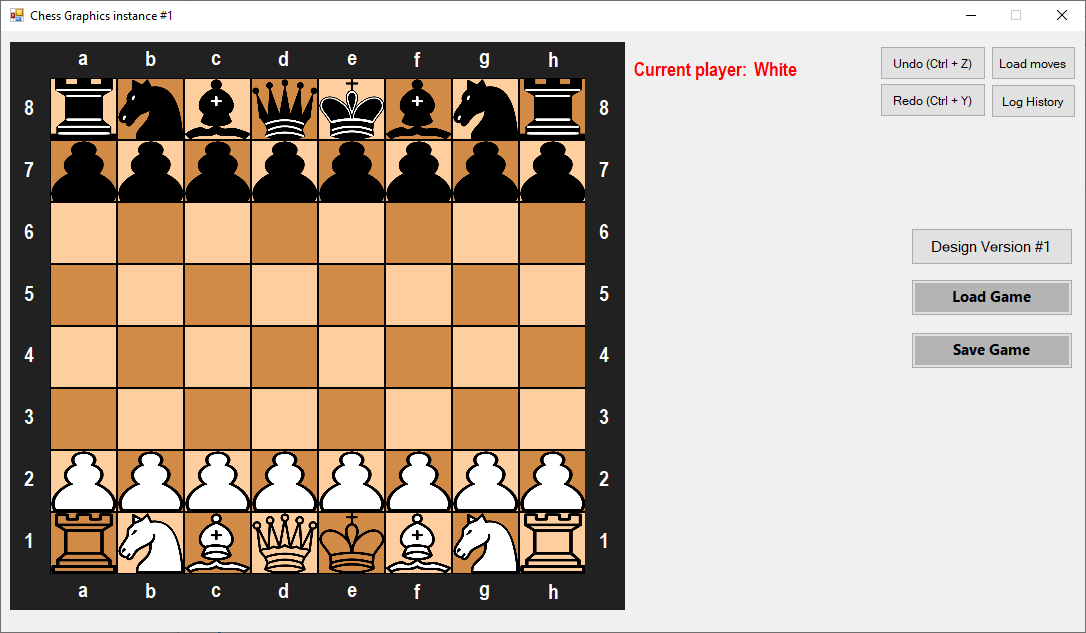 Chess Graphics instance #1
a b c d e f g h
Current player: White
Undo (Ctrl + Z) Load moves
Redo (Ctrl + Y) Log History
8 8
7 7
6 6
Design Version #1
5 5
Load Game
4 4
Save Game
3 3
2 2
1 1
a b c d e f g h